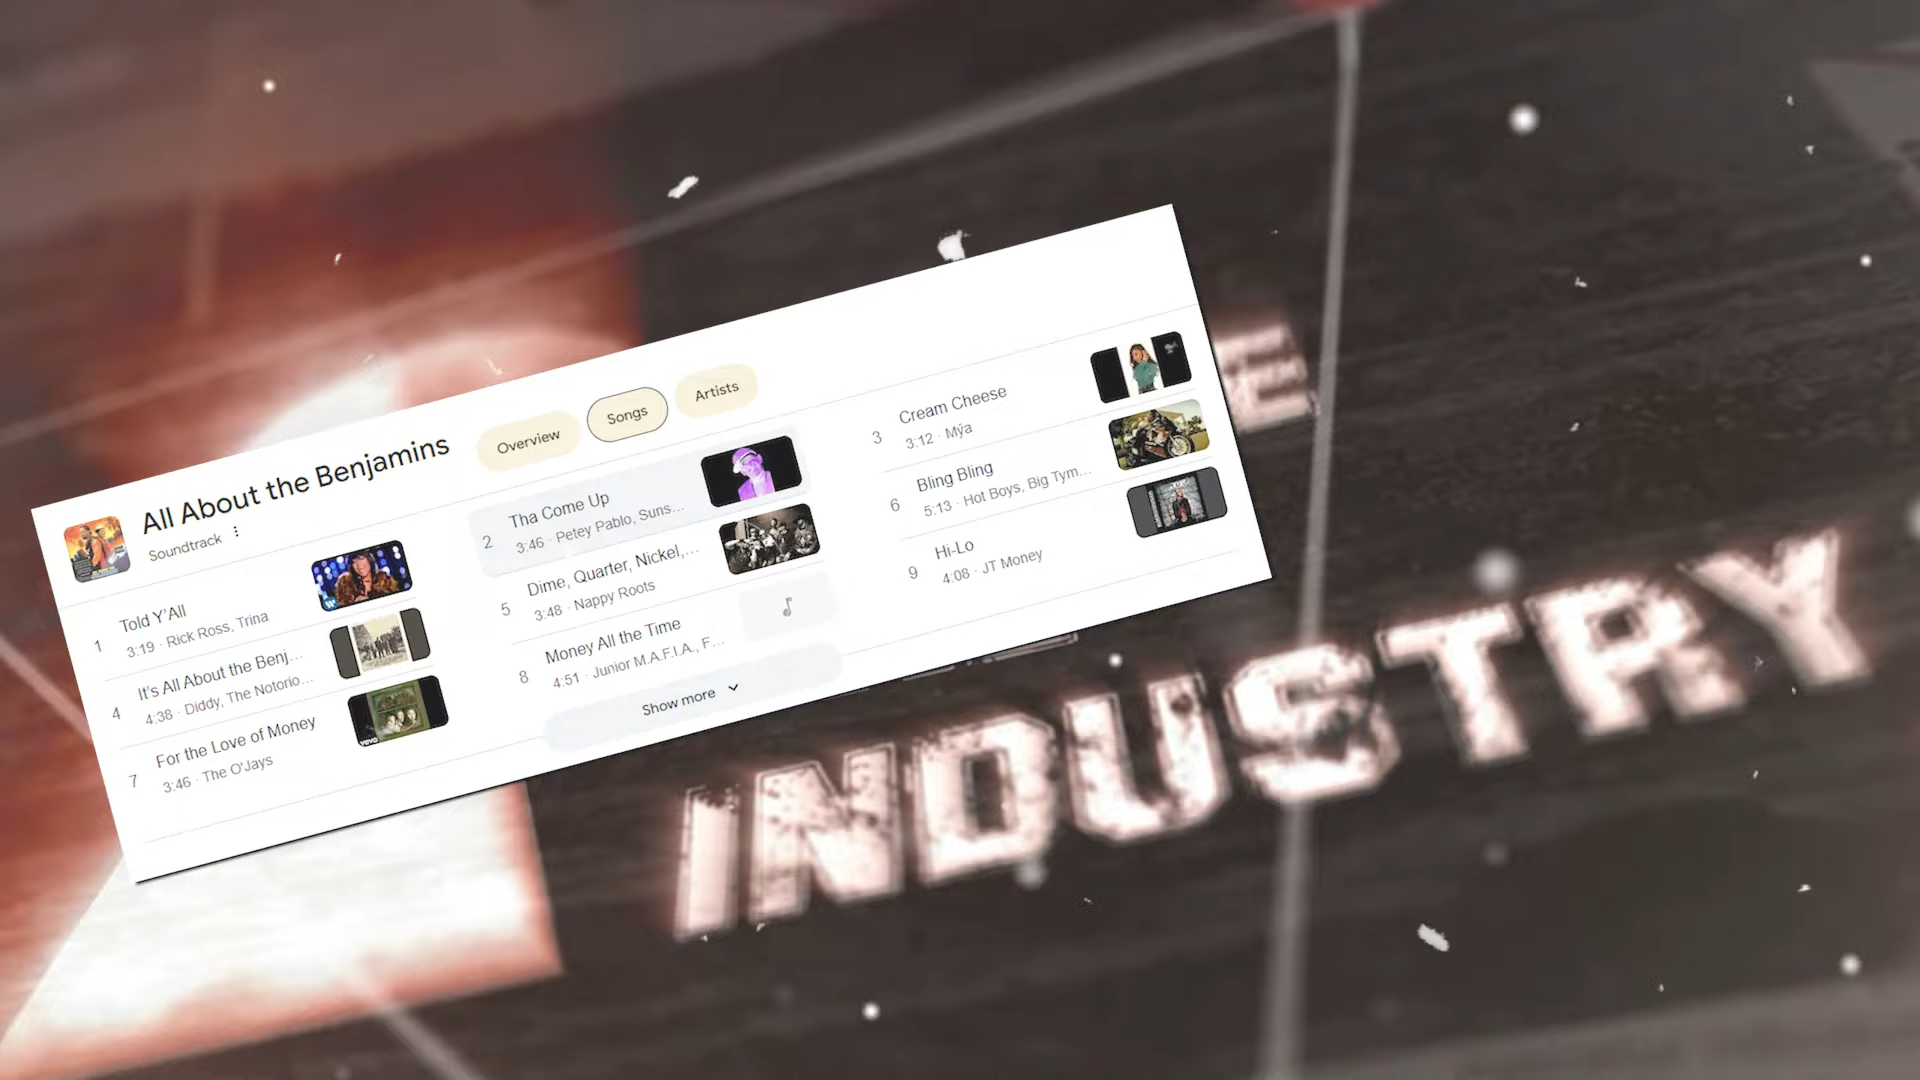 All About the Benjamins
Soundtrack
Overview
Songs
Artists
1
Told Y'All
3:19 · Rick Ross, Trina
2
Tha Come Up
3:46 · Petey Pablo, Suns...
3
Cream Cheese
3:12 · Mýa
4
It's All About the Benj...
4:38 · Diddy, The Notorio...
5
Dime, Quarter, Nickel,...
3:48 · Nappy Roots
6
Bling Bling
5:13 · Hot Boys, Big Tym...
7
For the Love of Money
3:46 · The O'Jays
8
Money All the Time
4:51 · Junior M.A.F.I.A., F...
9
Hi-Lo
4:08 · JT Money
Show more
E
INDUSTRY
vevo